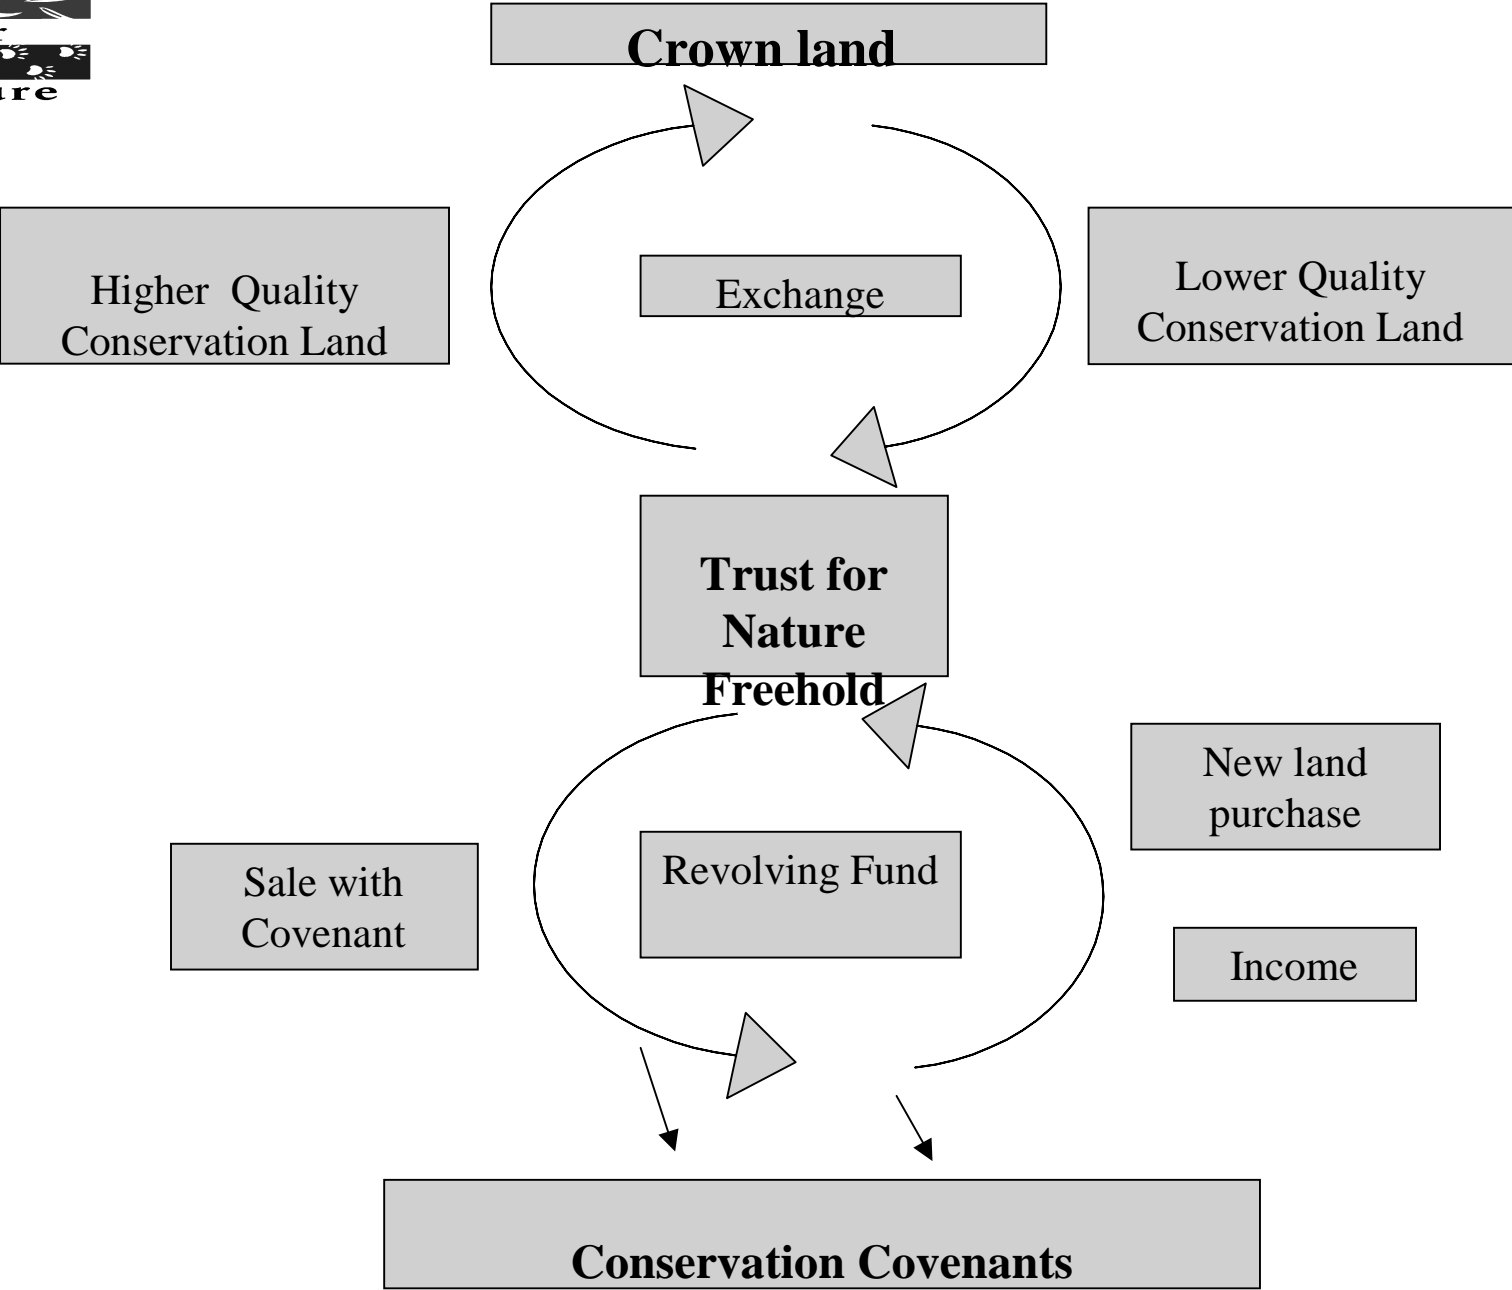 ure
Crown land
Higher Quality
Conservation Land
Exchange
Lower Quality
Conservation Land
Trust for
Nature
Freehold
New land
purchase
Sale with
Covenant
Revolving Fund
Income
Conservation Covenants